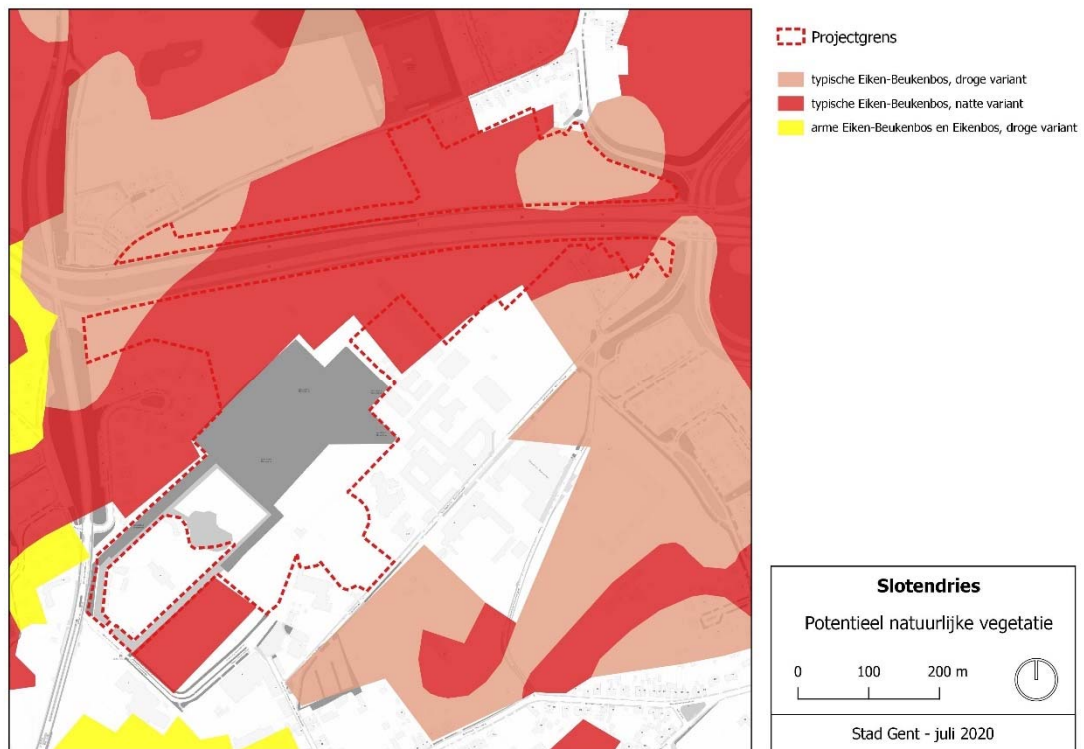 Projectgrens
typische Eiken-Beukenbos, droge variant
typische Eiken-Beukenbos, natte variant
arme Eiken-Beukenbos en Eikenbos, droge variant
Slotendries
Potentieel natuurlijke vegetatie
0 100 200 m
Stad Gent - juli 2020